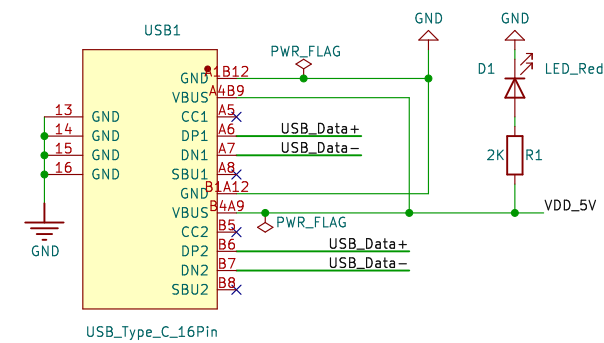 GND
GND
USB1
PWR_FLAG
D1
LED_Red
GND
A1B12
VBUS
A4B9
13
GND
CC1
A5
14
GND
DP1
A6
USB_Data+
15
GND
DN1
A7
USB_Data-
2K
R1
16
GND
SBU1
A8
GND
B1A12
VBUS
B4A9
VDD_5V
PWR_FLAG
CC2
B5
GND
DP2
B6
USB_Data+
DN2
B7
USB_Data-
SBU2
B8
USB_Type_C_16Pin